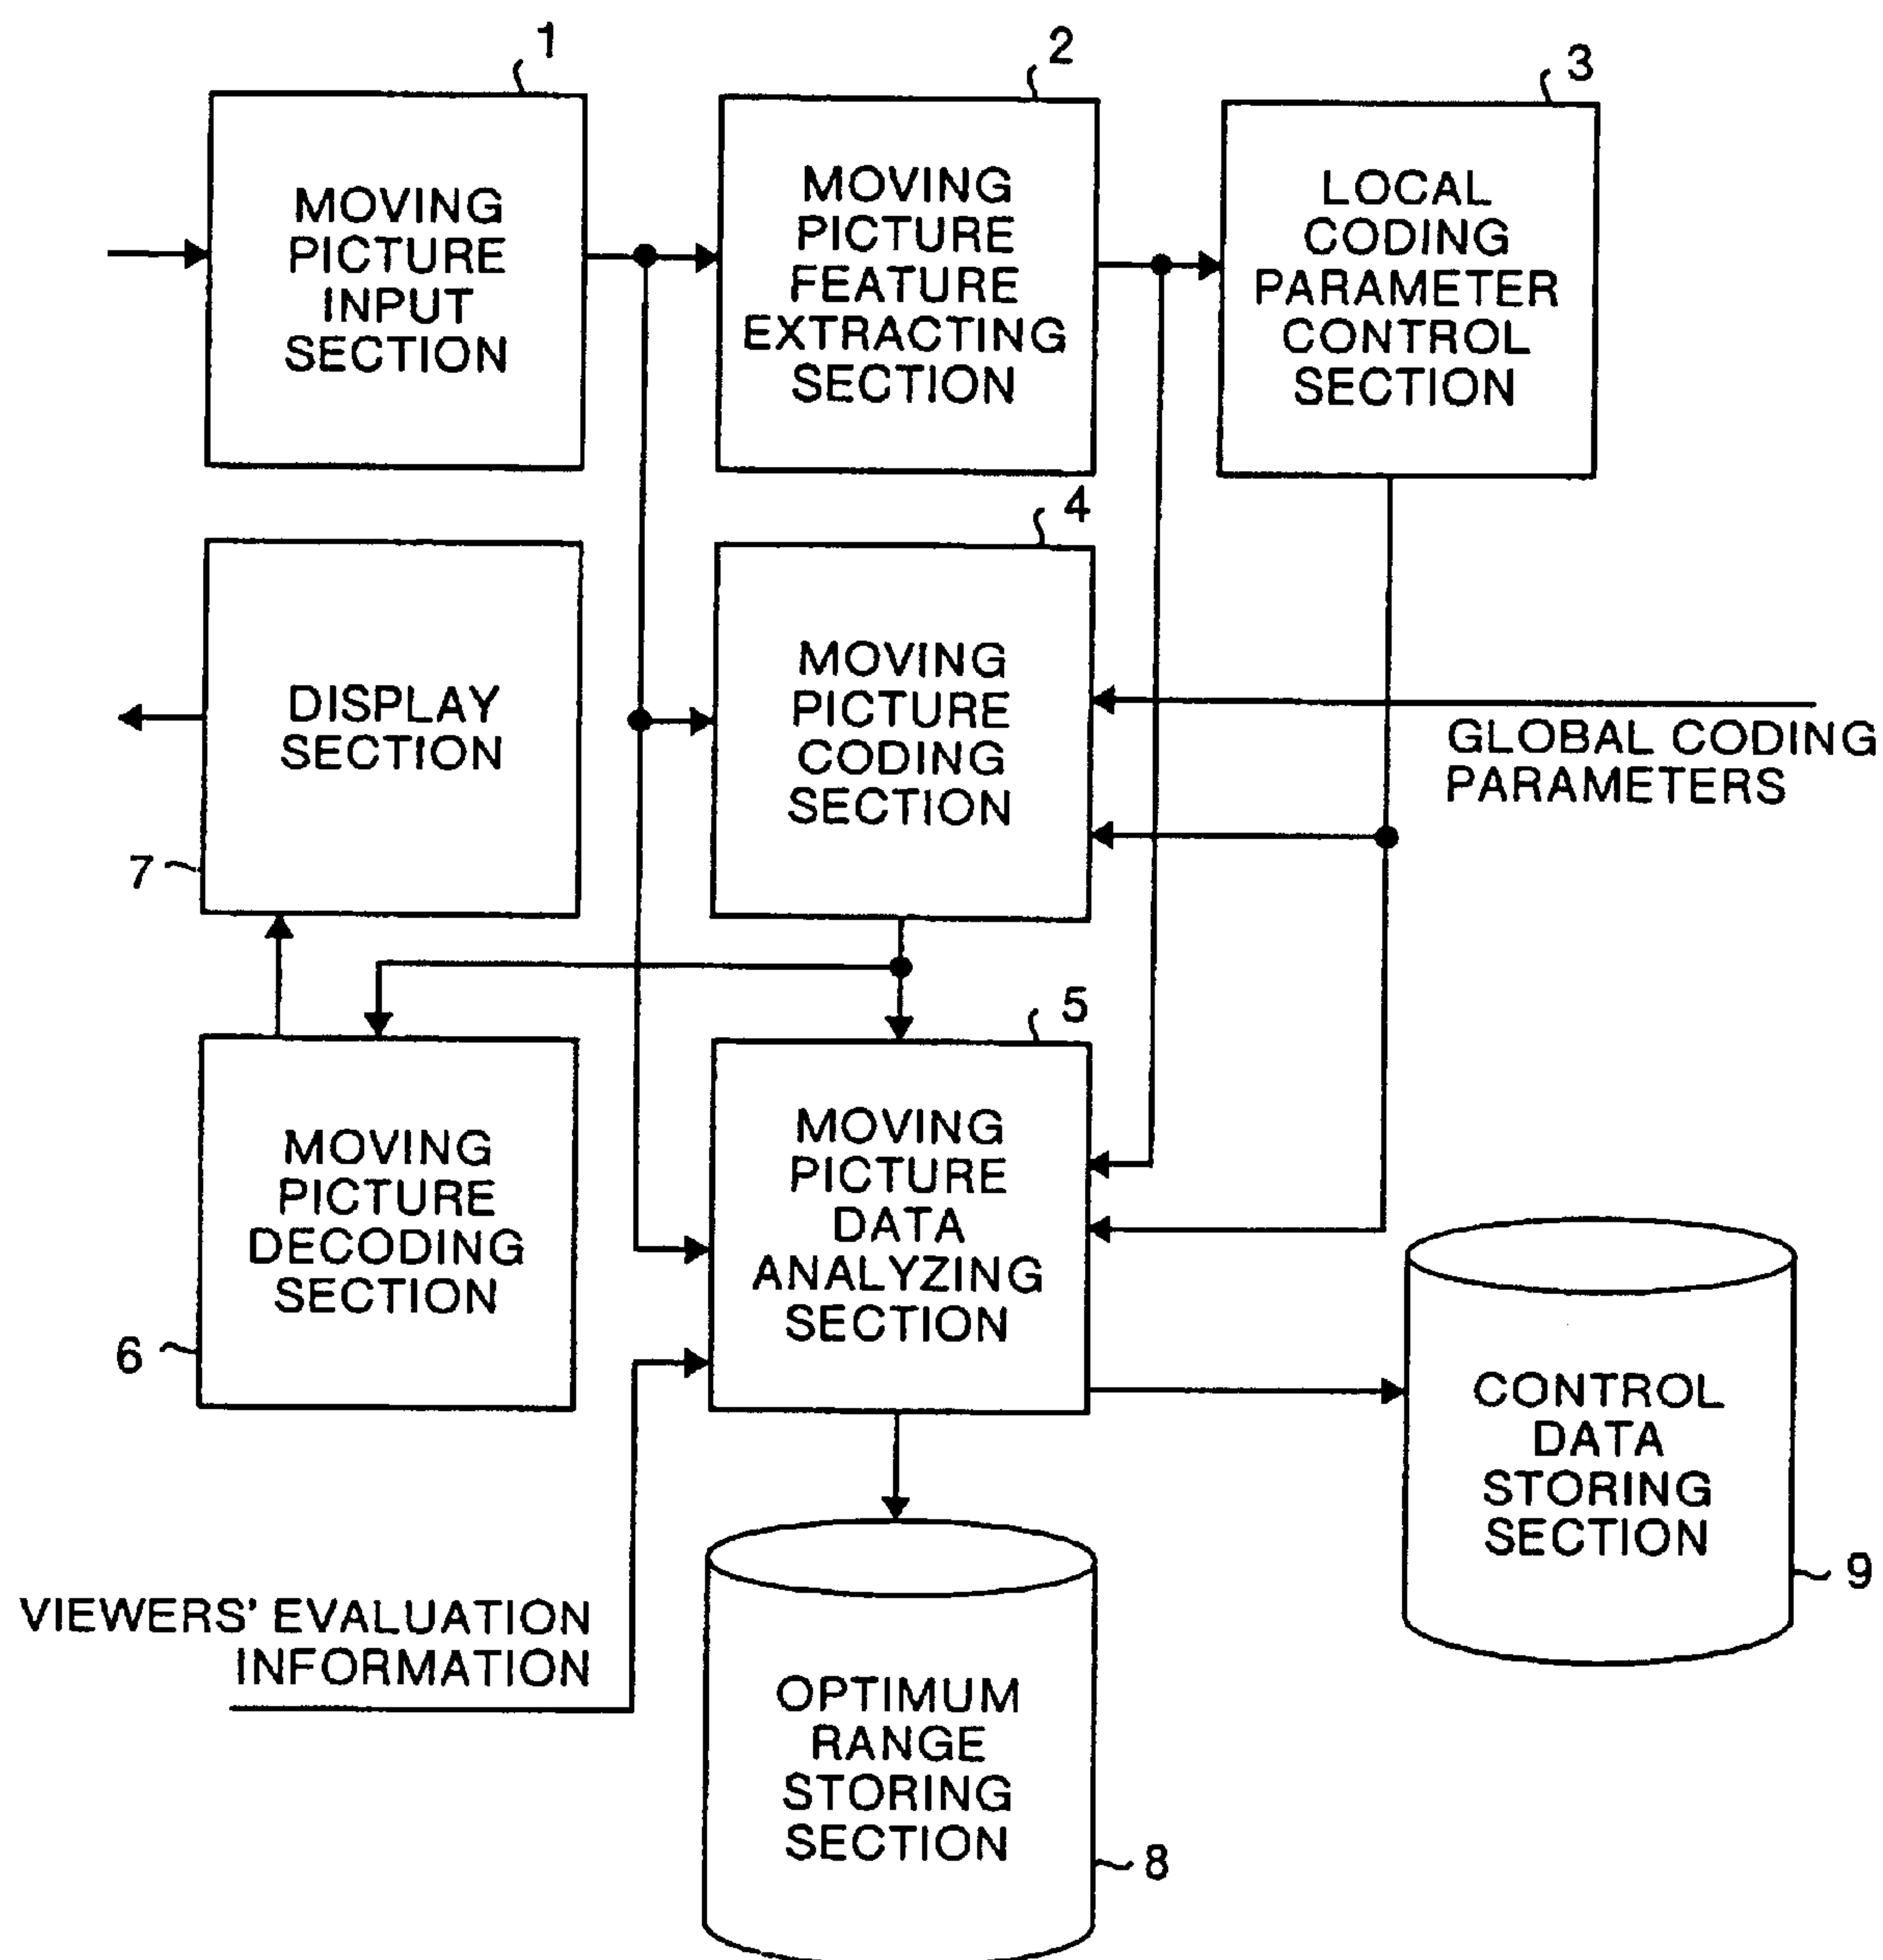 1
MOVING
PICTURE
INPUT
SECTION
2
MOVING
PICTURE
FEATURE
EXTRACTING
SECTION
3
LOCAL
CODING
PARAMETER
CONTROL
SECTION
DISPLAY
SECTION
7
4
MOVING
PICTURE
CODING
SECTION
GLOBAL CODING
PARAMETERS
MOVING
PICTURE
DECODING
SECTION
6
5
MOVING
PICTURE
DATA
ANALYZING
SECTION
CONTROL
DATA
STORING
SECTION
9
VIEWERS' EVALUATION
INFORMATION
OPTIMUM
RANGE
STORING
SECTION
8